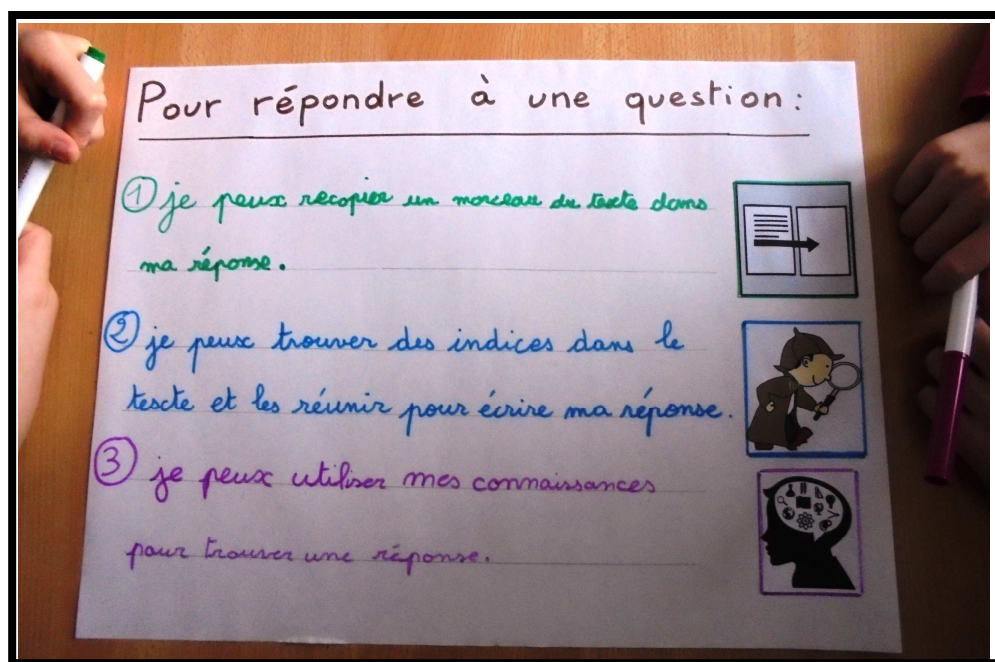 Pour répondre à une question :
① je peux recopier un morceau du texte dans
ma réponse.
② je peux trouver des indices dans le
texte et les réunir pour écrire ma réponse.
③ je peux utiliser mes connaissances
pour trouver une réponse.